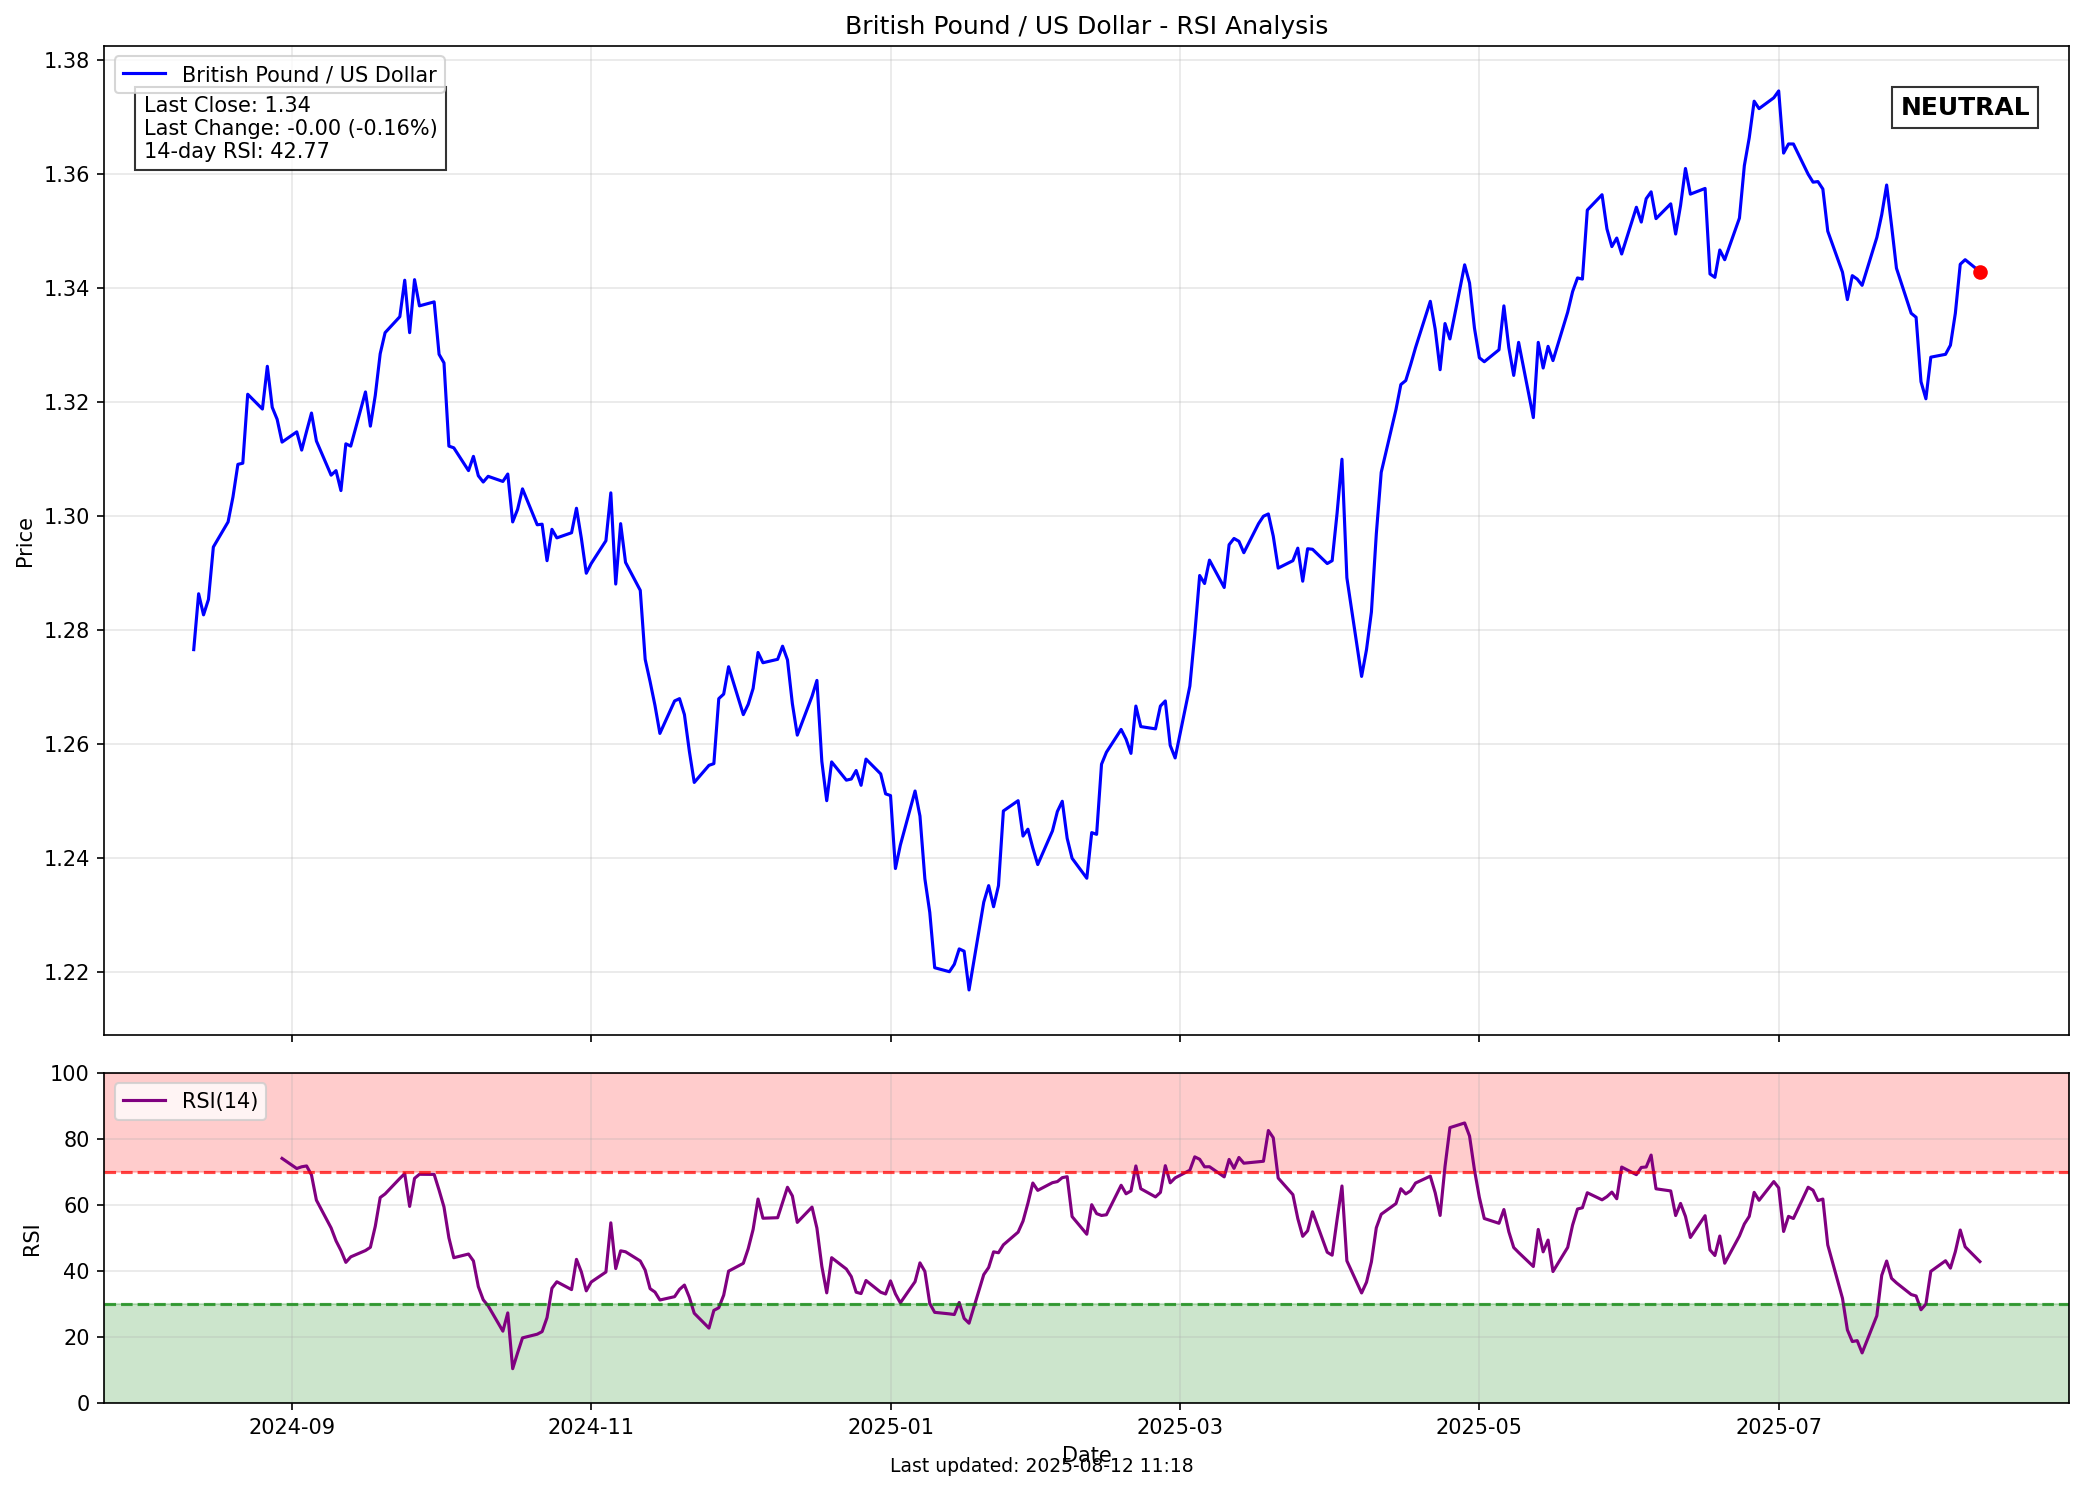 British Pound / US Dollar - RSI Analysis
British Pound / US Dollar
Last Close: 1.34
Last Change: -0.00 (-0.16%)
14-day RSI: 42.77
NEUTRAL
1.38
1.36
1.34
1.32
1.30
1.28
1.26
1.24
1.22
Price
RSI(14)
100
80
60
40
20
0
RSI
2024-09
2024-11
2025-01
2025-03
2025-05
2025-07
Date
Last updated: 2025-08-12 11:18